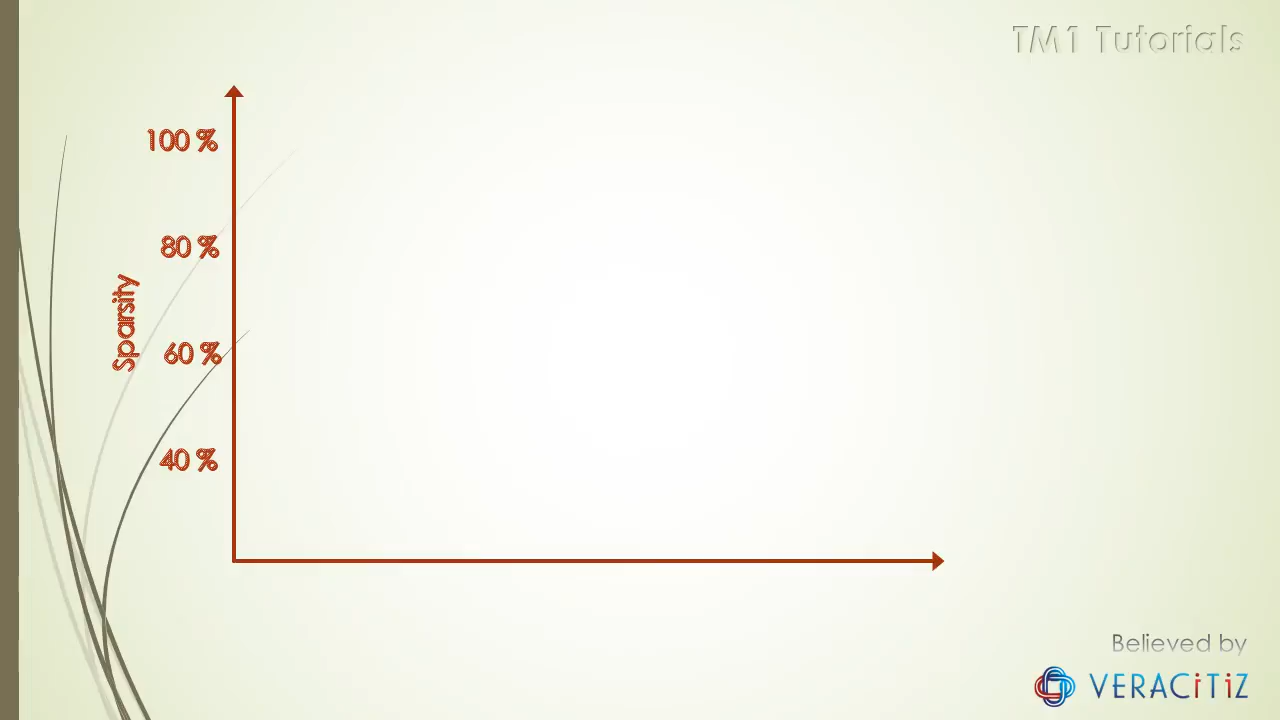 TM1 Tutorials
100 %
80 %
Sparsity
60 %
40 %
Believed by
VERACiTiZ